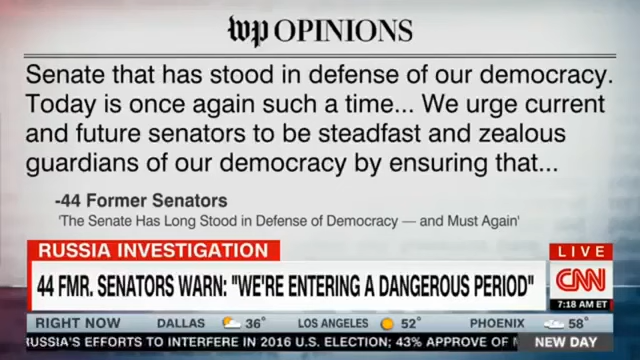 wp OPINIONS
Senate that has stood in defense of our democracy.
Today is once again such a time... We urge current
and future senators to be steadfast and zealous
guardians of our democracy by ensuring that...
-44 Former Senators
'The Senate Has Long Stood in Defense of Democracy — and Must Again'
RUSSIA INVESTIGATION
LIVE
44 FMR. SENATORS WARN: "WE'RE ENTERING A DANGEROUS PERIOD"
CNN
7:18 AM ET
RIGHT NOW DALLAS 36° LOS ANGELES 52° PHOENIX 58°
RUSSIA'S EFFORTS TO INTERFERE IN 2016 U.S. ELECTION; 43% APPROVE OF
NEW DAY